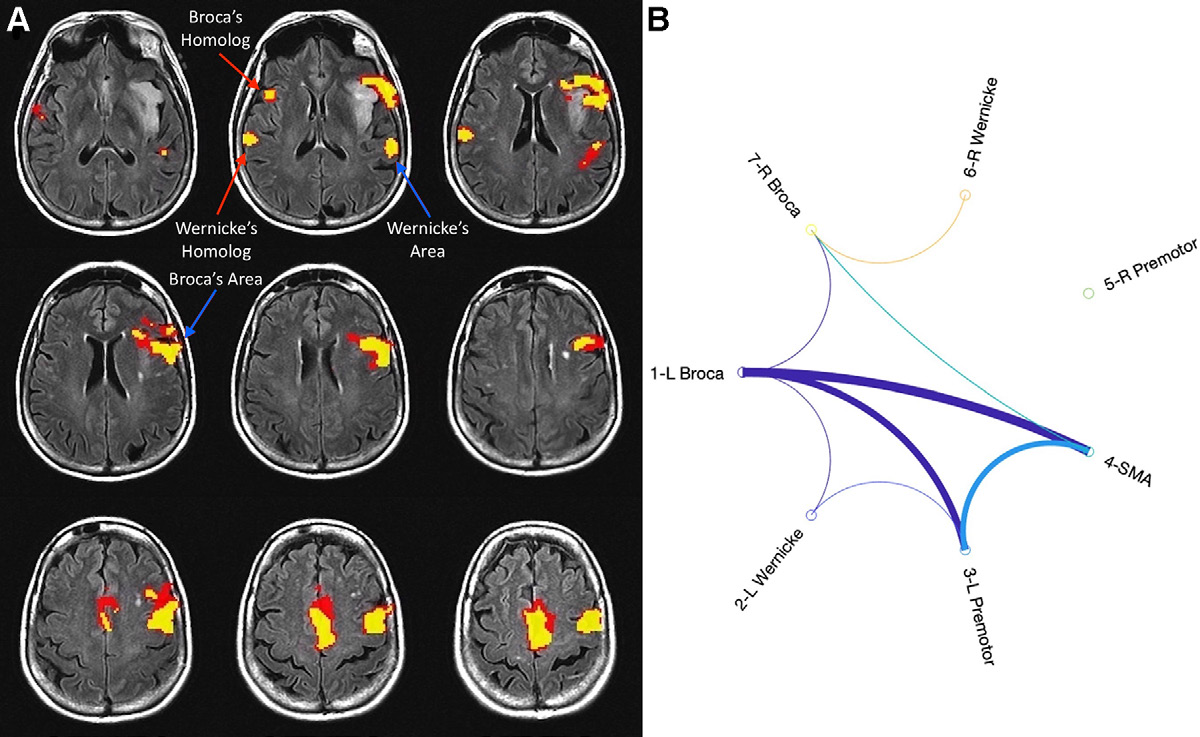 A
Broca's
Homolog
Wernicke's
Homolog
Wernicke's
Area
Broca's Area
B
6-R Wernicke
7-R Broca
5-R Premotor
1-L Broca
4-SMA
2-L Wernicke
3-L Premotor